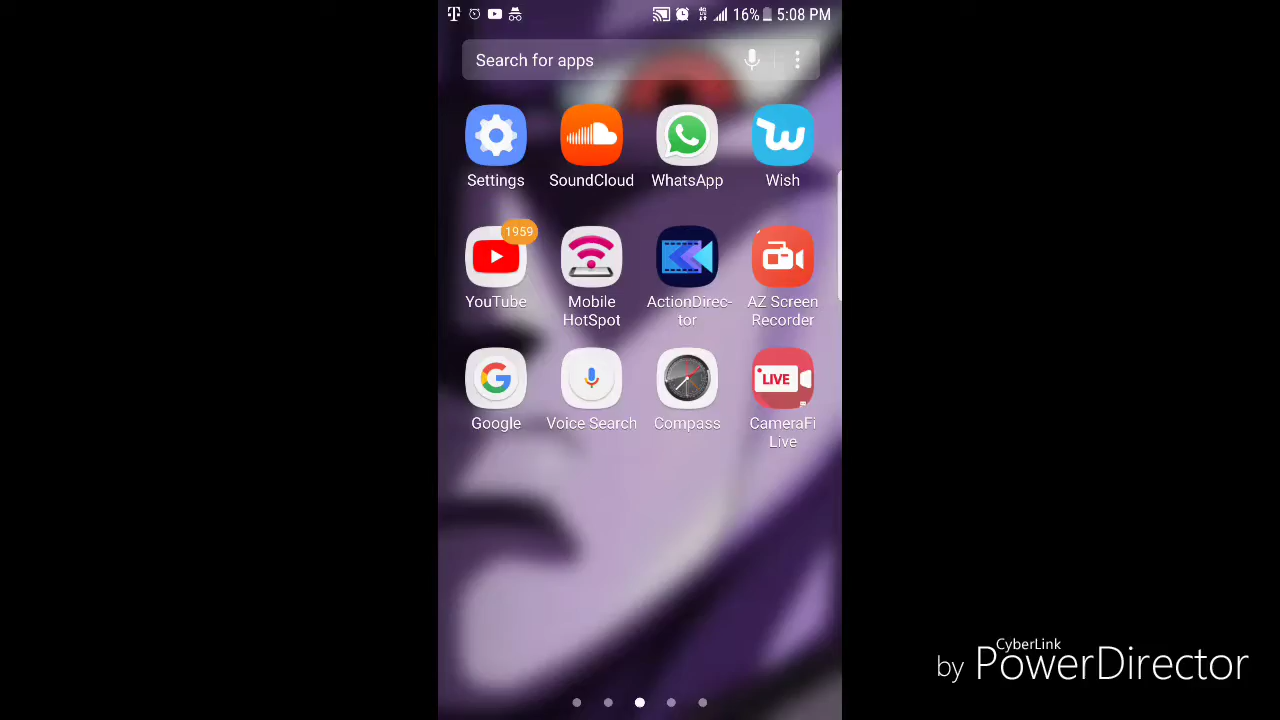 16% 5:08 PM
Search for apps
Settings SoundCloud WhatsApp Wish
1959
YouTube Mobile HotSpot ActionDirec-tor AZ Screen Recorder
LIVE
Google Voice Search Compass CameraFi Live
CyberLink
by PowerDirector